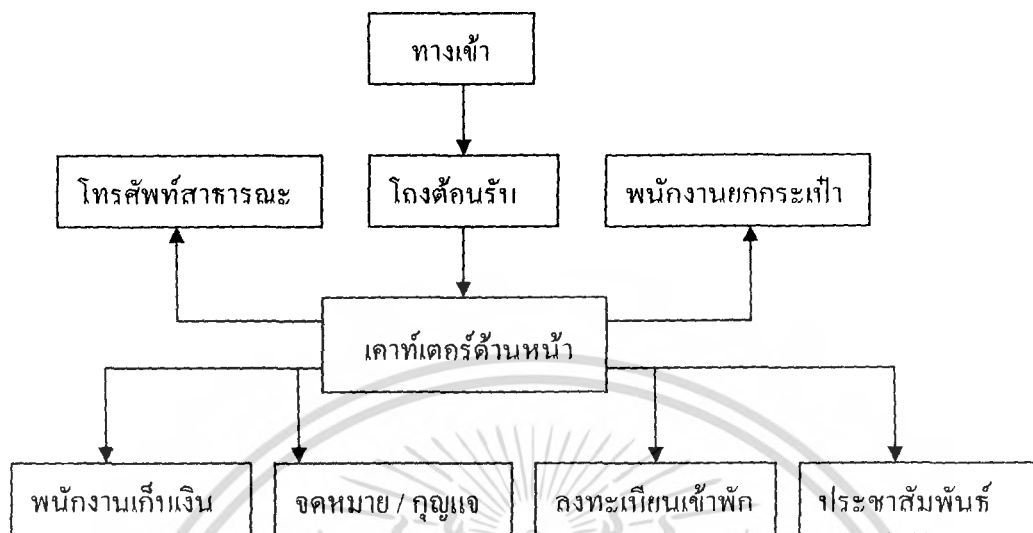 ทางเข้า
โทรศัพท์สาธารณะ
โถงต้อนรับ
พนักงานยกกระเป๋า
เคาท์เตอร์ด้านหน้า
พนักงานเก็บเงิน
จดหมาย / กุญแจ
ลงทะเบียนเข้าพัก
ประชาสัมพันธ์